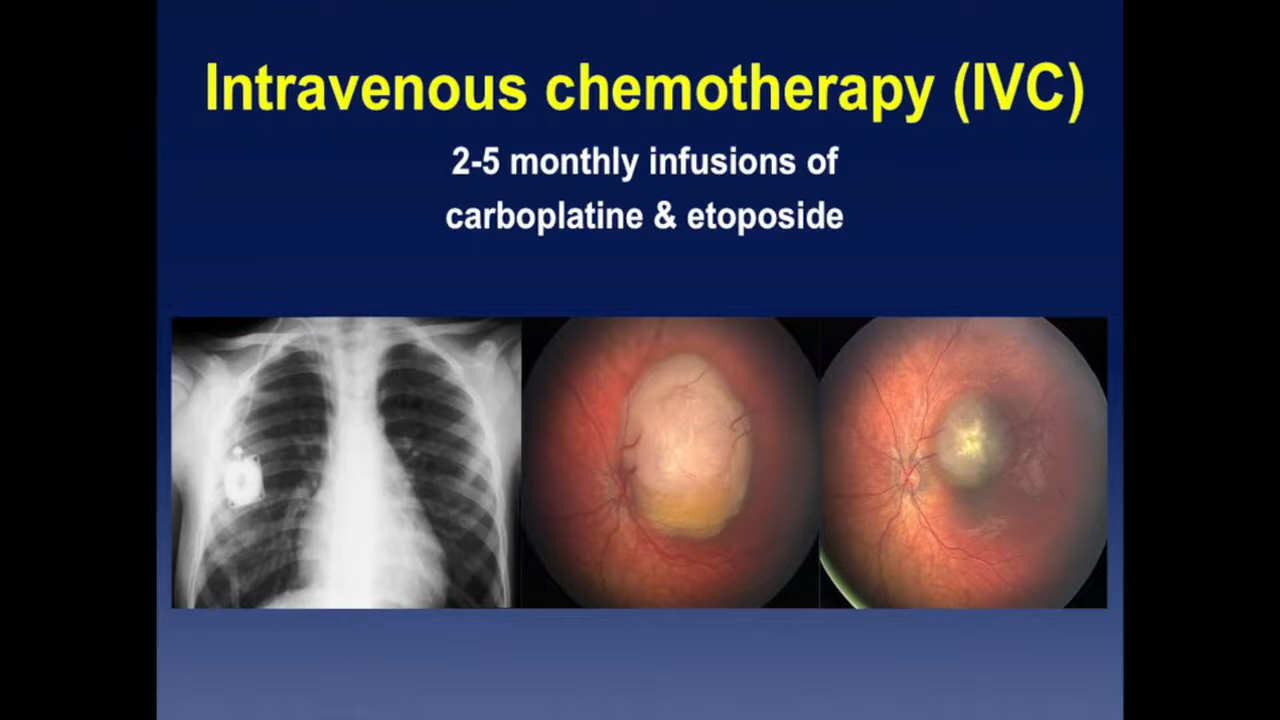 Intravenous chemotherapy (IVC)
2-5 monthly infusions of
carboplatine & etoposide